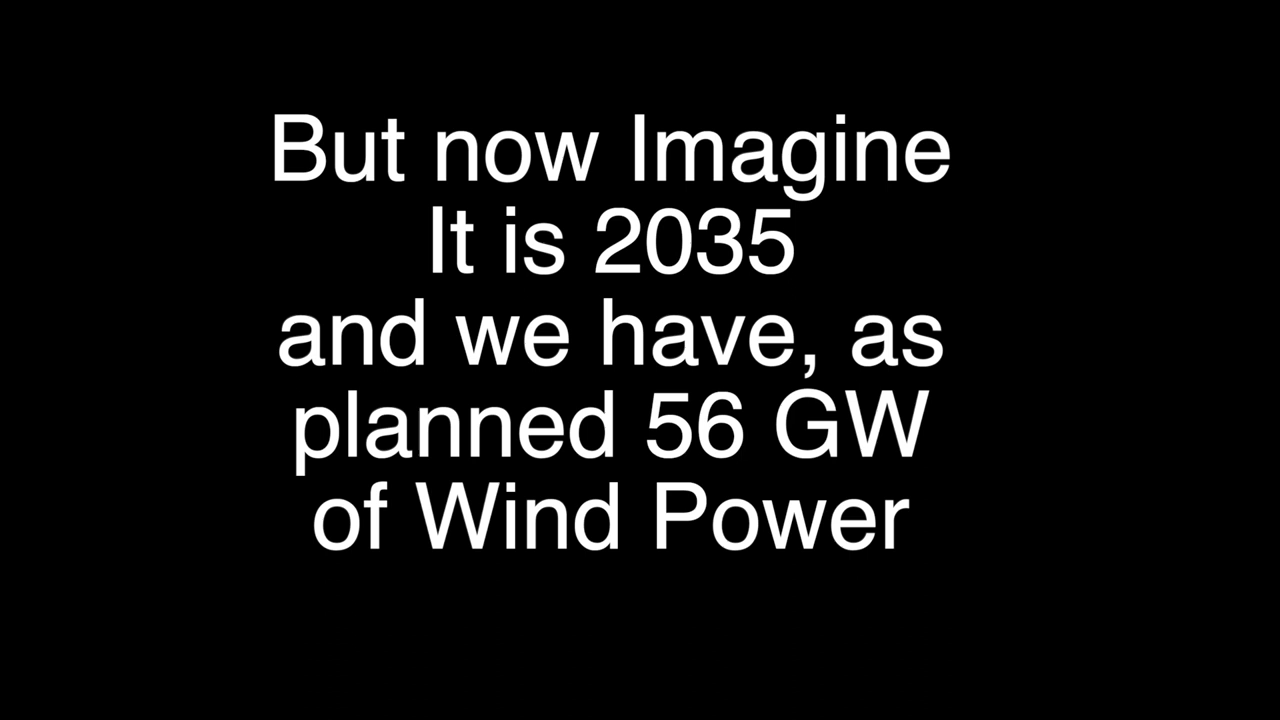 But now Imagine
It is 2035
and we have, as
planned 56 GW
of Wind Power